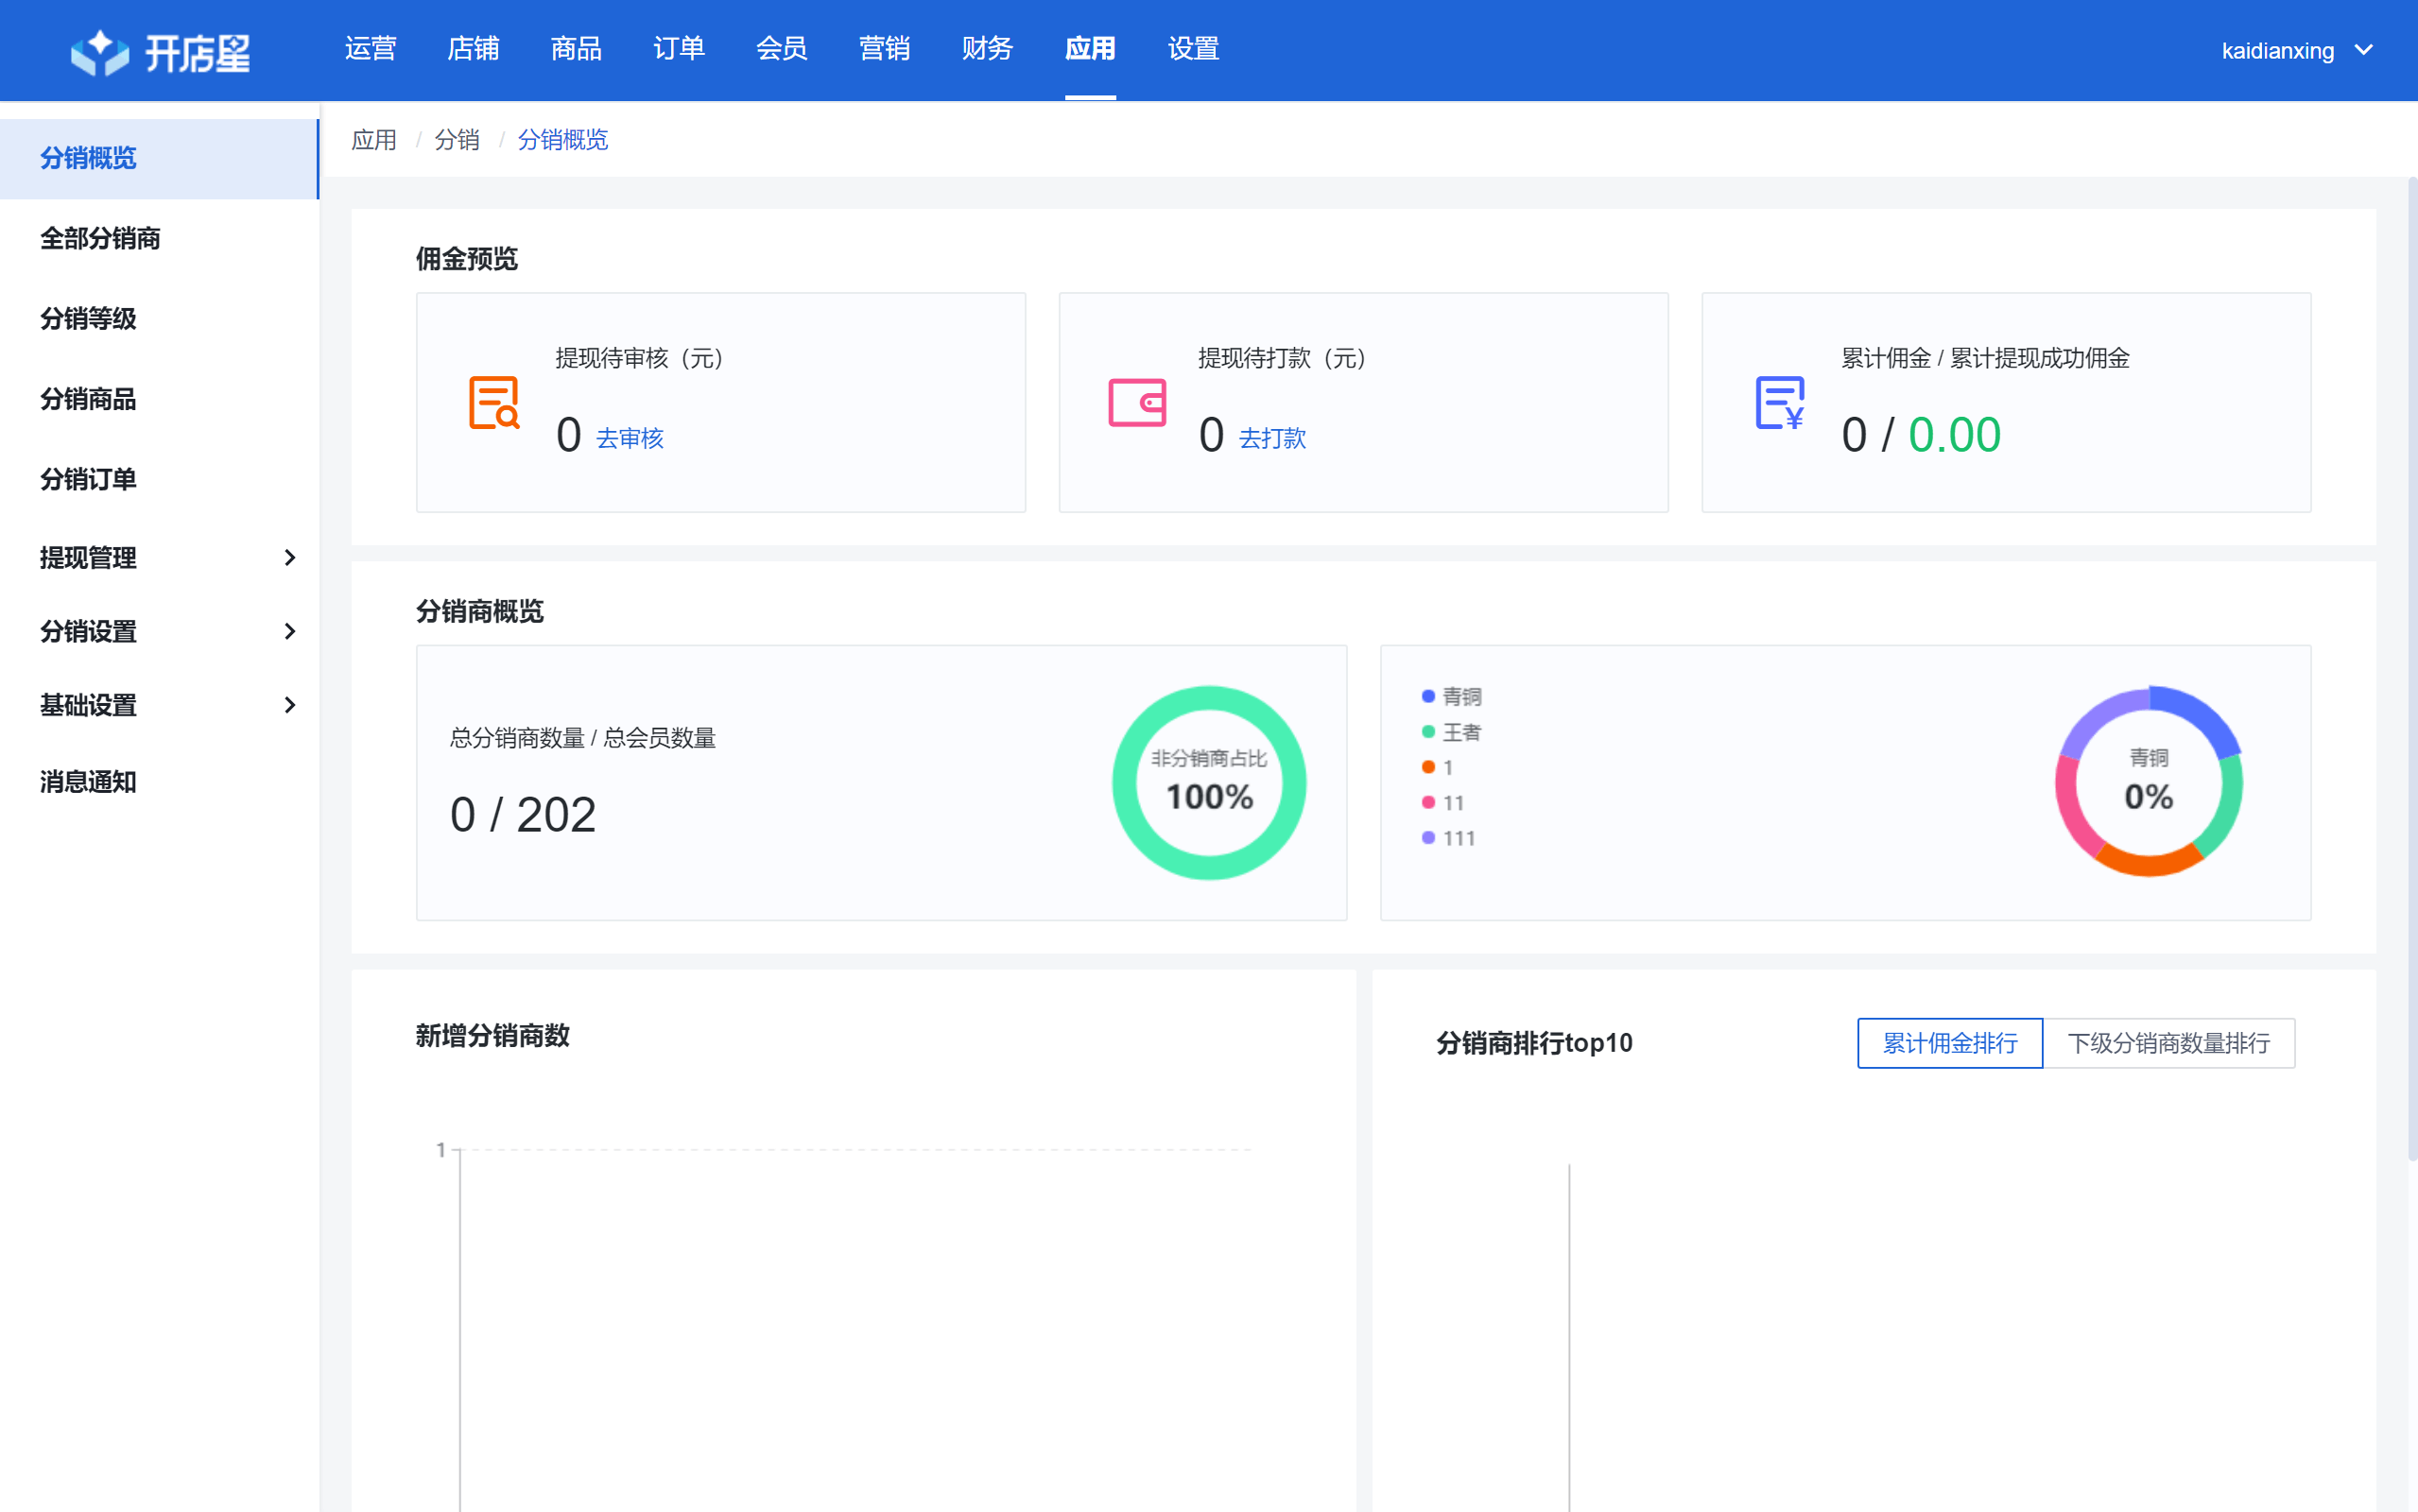 开店星
运营 店铺 商品 订单 会员 营销 财务 应用 设置
kaidianxing
分销概览
全部分销商
分销等级
分销商品
分销订单
提现管理
分销设置
基础设置
消息通知
应用 / 分销 / 分销概览
佣金预览
提现待审核（元）
0 去审核
提现待打款（元）
0 去打款
累计佣金 / 累计提现成功佣金
0 / 0.00
分销商概览
总分销商数量 / 总会员数量
0 / 202
非分销商占比
100%
青铜
王者
1
11
111
青铜
0%
新增分销商数
1
分销商排行top10
累计佣金排行 下级分销商数量排行